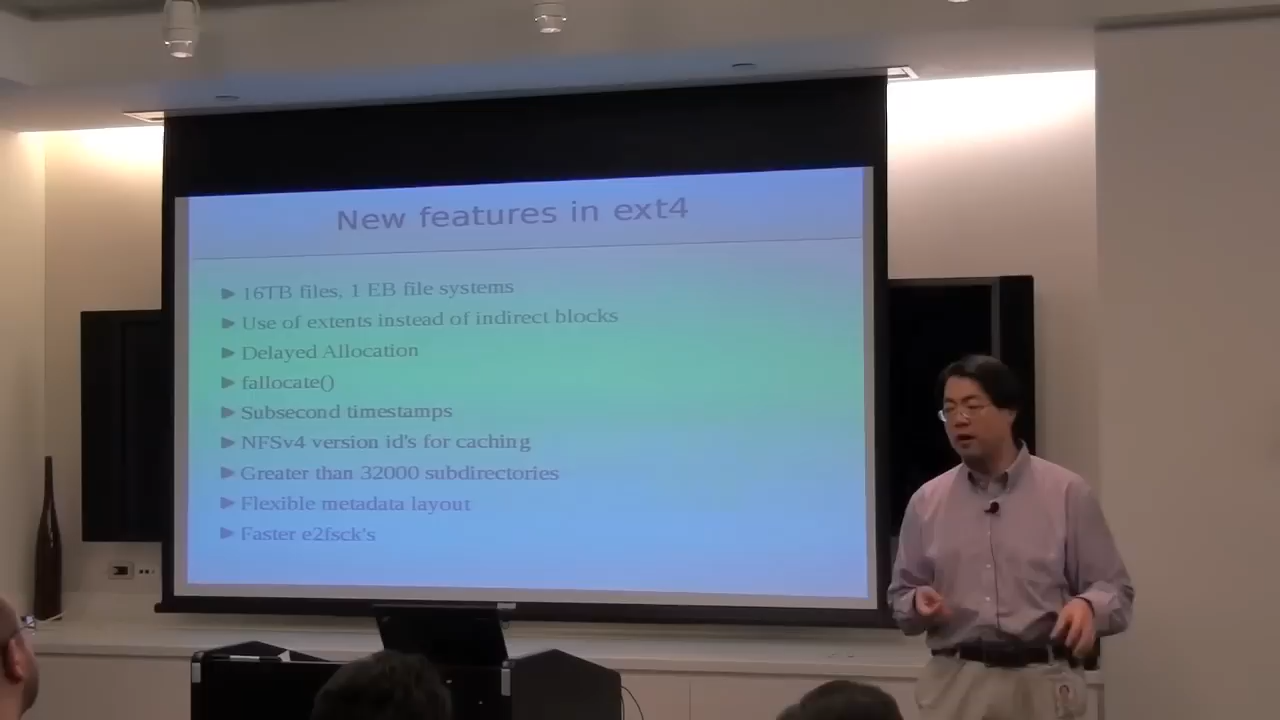 New features in ext4
16TB files, 1 EB file systems
Use of extents instead of indirect blocks
Delayed Allocation
fallocate()
Subsecond timestamps
NFSv4 version id's for caching
Greater than 32000 subdirectories
Flexible metadata layout
Faster e2fsck's